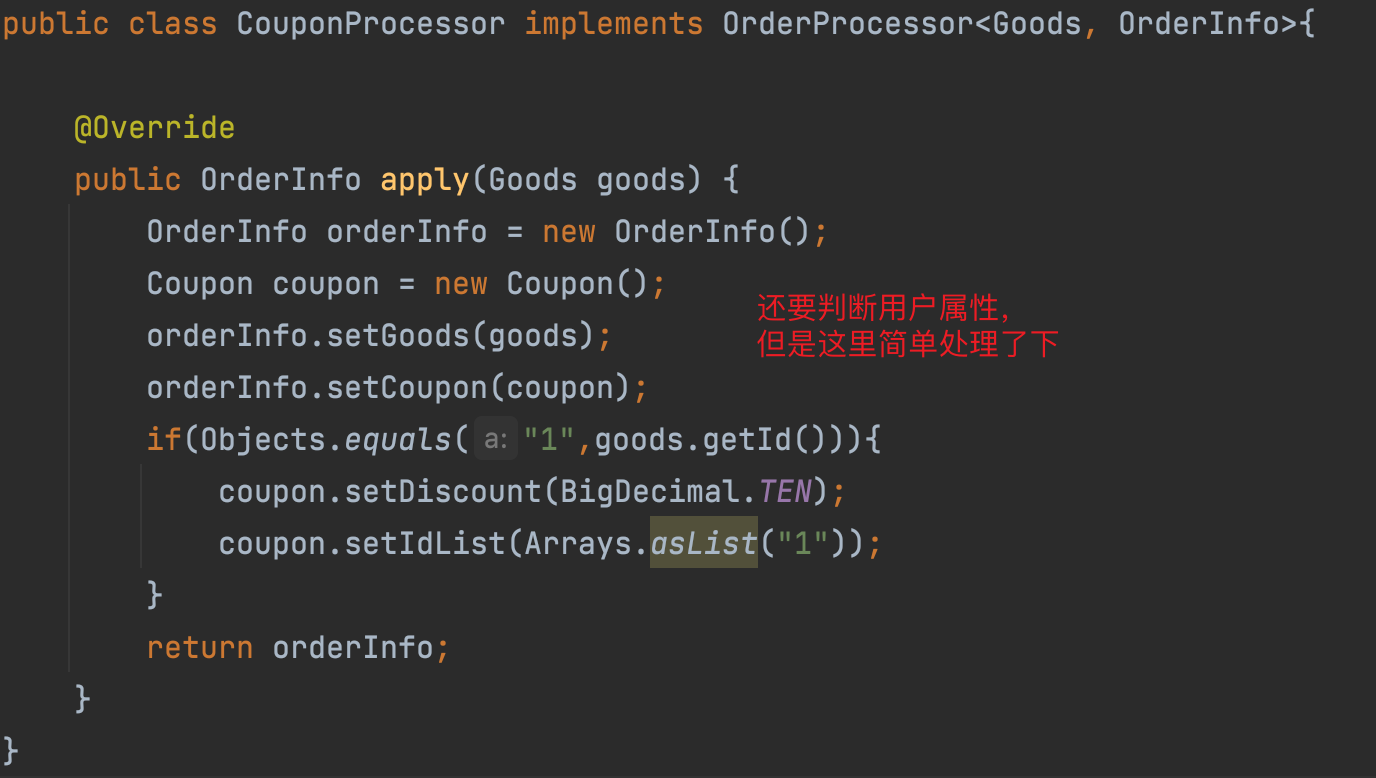 public class CouponProcessor implements OrderProcessor<Goods, OrderInfo>{
@Override
public OrderInfo apply(Goods goods) {
OrderInfo orderInfo = new OrderInfo();
Coupon coupon = new Coupon();
还要判断用户属性,
但是这里简单处理了下
orderInfo.setGoods(goods);
orderInfo.setCoupon(coupon);
if(Objects.equals( a: "1",goods.getId())){
coupon.setDiscount(BigDecimal.TEN);
coupon.setIdList(Arrays.asList("1"));
}
return orderInfo;
}
}